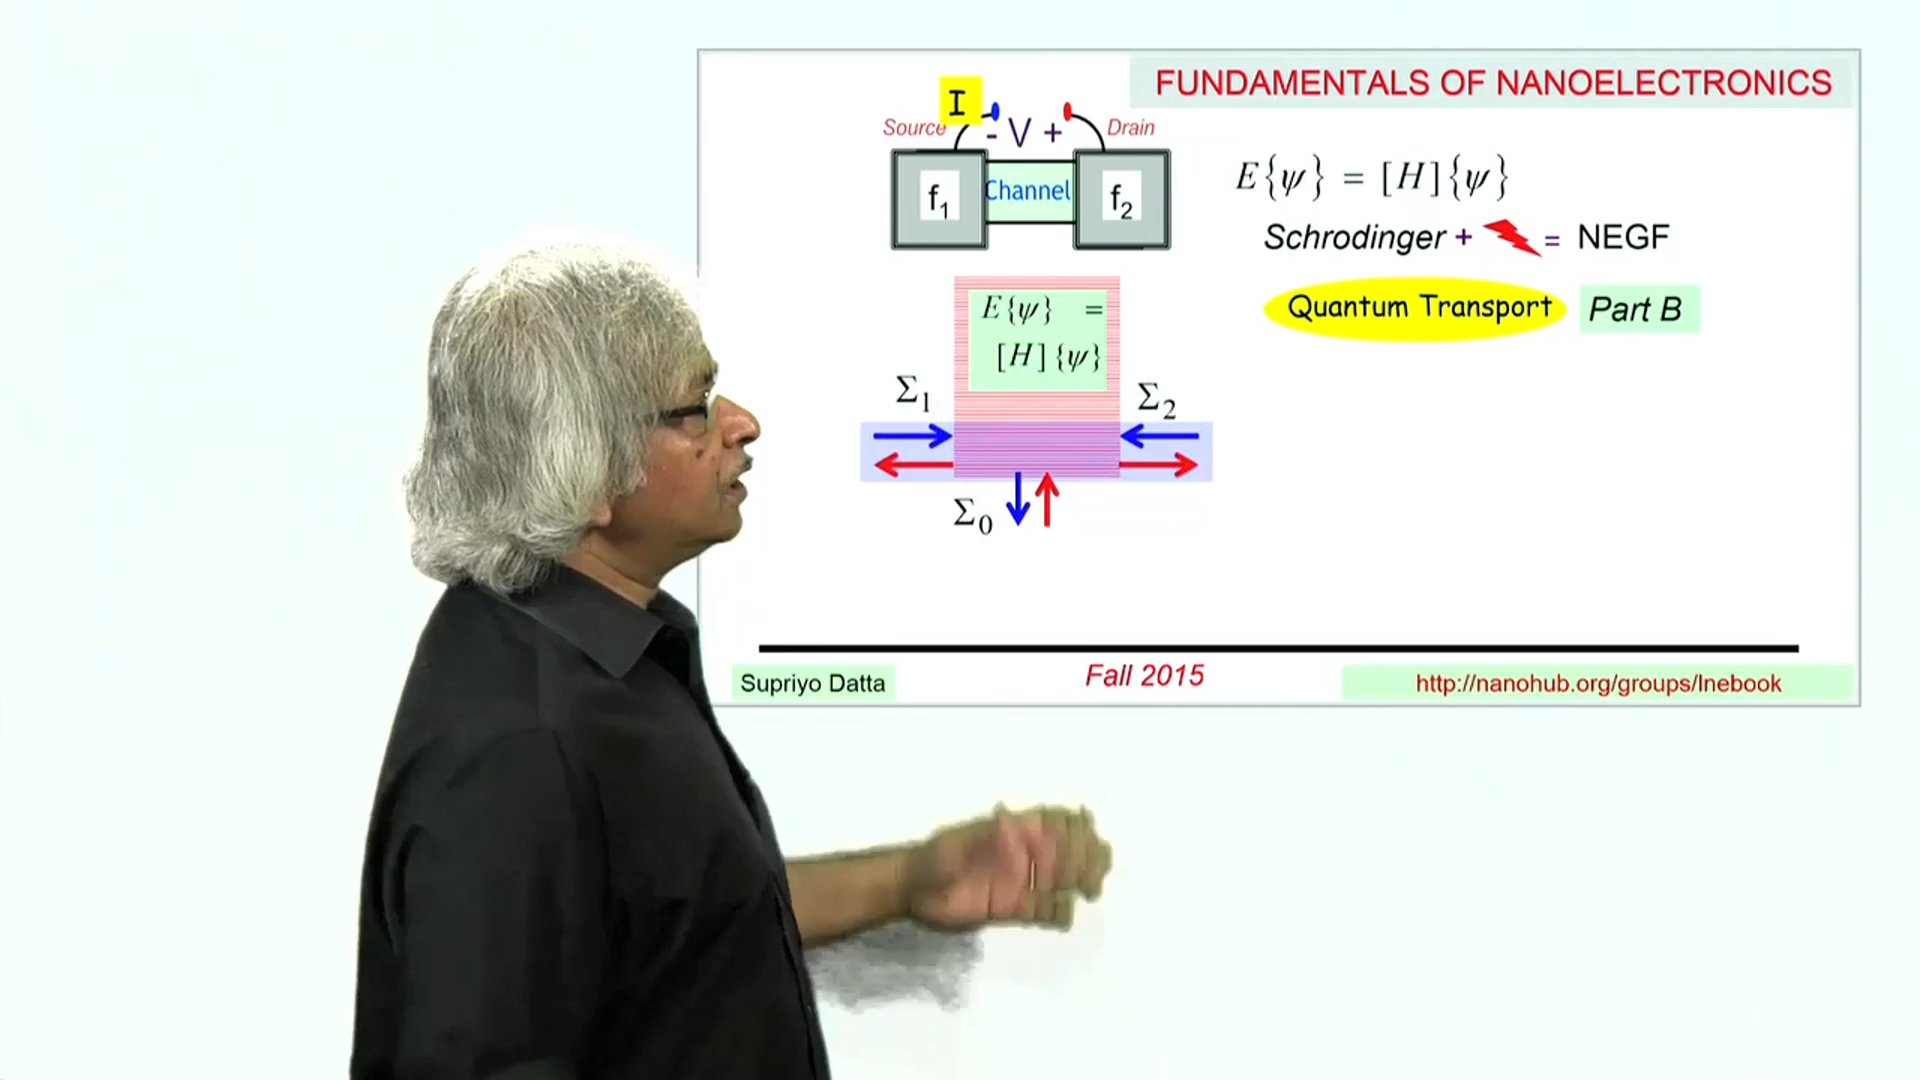 FUNDAMENTALS OF NANOELECTRONICS
I
Source - V + Drain
f1 Channel f2
E{ψ} = [H]{ψ}
Schrodinger + = NEGF
Quantum Transport Part B
E{ψ} =
[H]{ψ}
Σ1 Σ2
Σ0
Supriyo Datta Fall 2015 http://nanohub.org/groups/lnebook